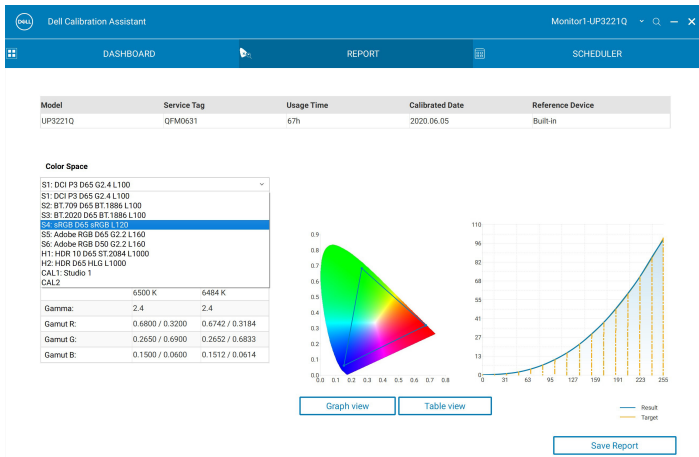 DELL Dell Calibration Assistant Monitor1-UP3221Q
DASHBOARD REPORT SCHEDULER
Model Service Tag Usage Time Calibrated Date Reference Device
UP3221Q QFM0631 67h 2020.06.05 Built-in
Color Space
S1: DCI P3 D65 G2.4 L100
S1: DCI P3 D65 G2.4 L100
S2: BT.709 D65 BT.1886 L100
S3: BT.2020 D65 BT.1886 L100
S4: sRGB D65 sRGB L120
S5: Adobe RGB D65 G2.2 L160
S6: Adobe RGB D50 G2.2 L160
H1: HDR 10 D65 ST.2084 L1000
H2: HDR D65 HLG L1000
CAL1: Studio 1
CAL2
6500 K 6484 K
Gamma: 2.4 2.4
Gamut R: 0.6800 / 0.3200 0.6742 / 0.3184
Gamut G: 0.2650 / 0.6900 0.2652 / 0.6833
Gamut B: 0.1500 / 0.0600 0.1512 / 0.0614
0.9
0.8
0.7
0.6
0.5
0.4
0.3
0.2
0.1
0.0
0.0 0.1 0.2 0.3 0.4 0.5 0.6 0.7 0.8
110
96
82
68
55
41
27
13
0
0 31 63 95 127 159 191 223 255
Graph view Table view
Result
Target
Save Report